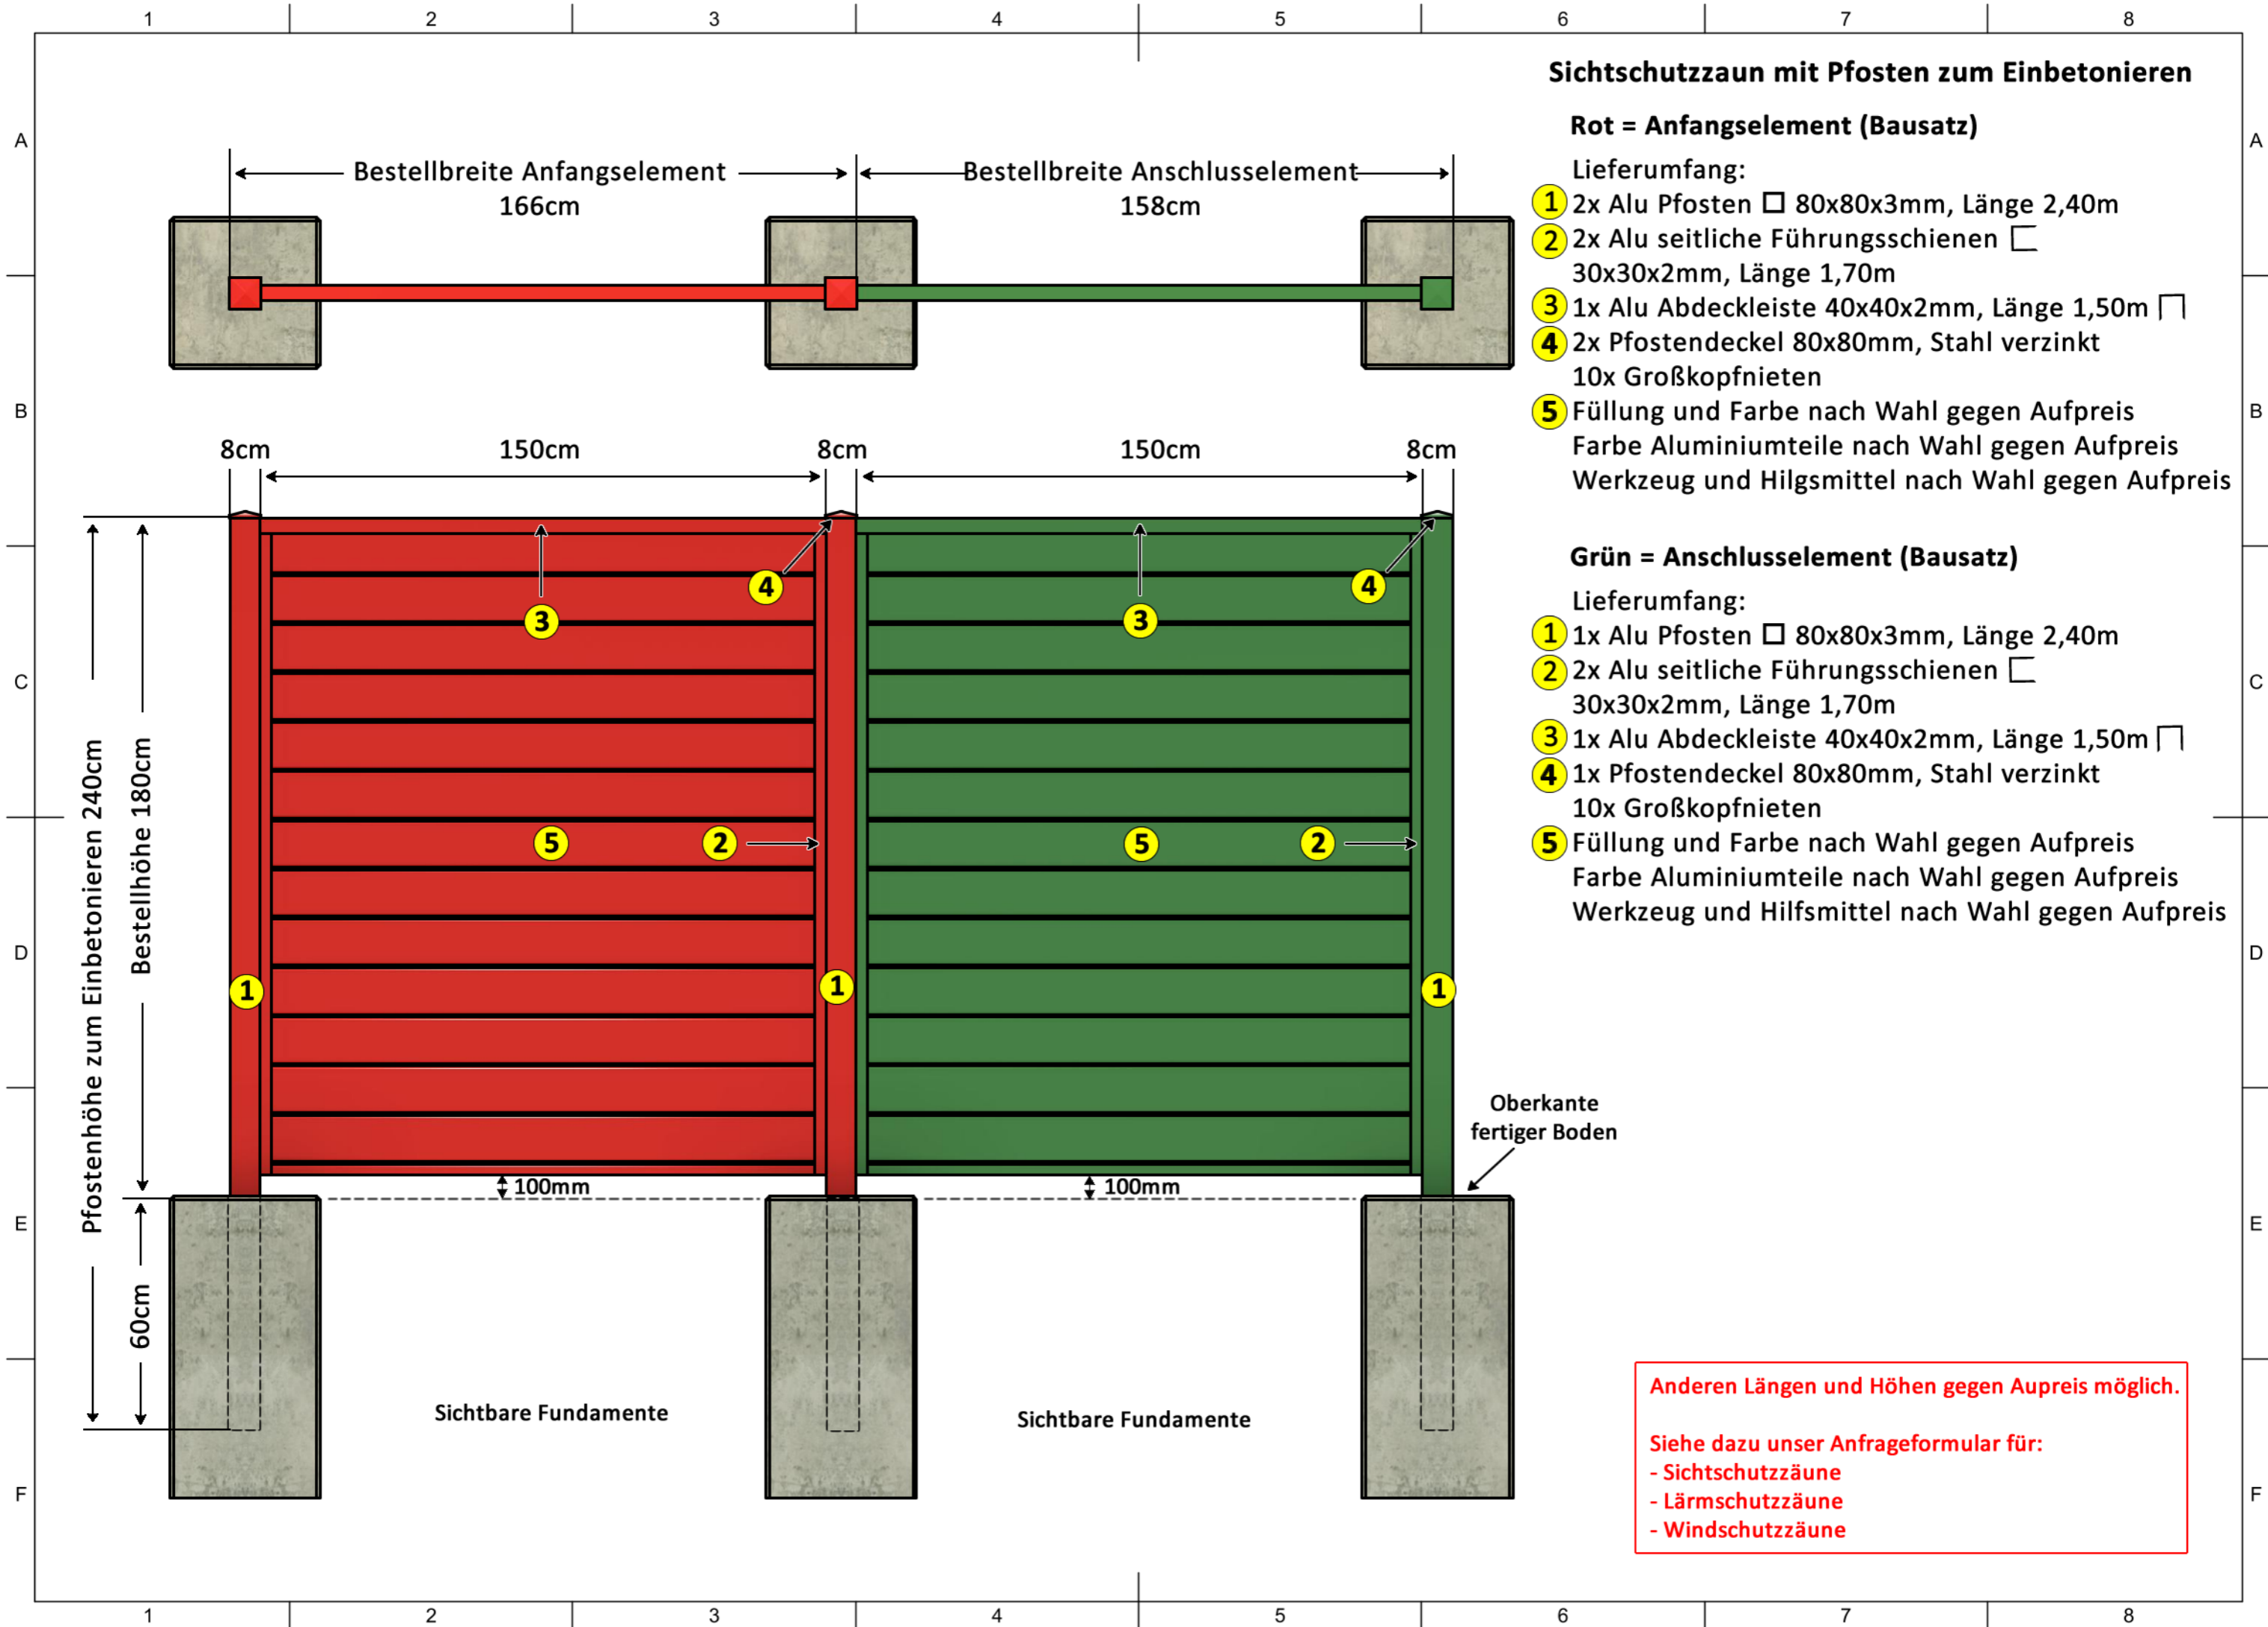 1 2 3 4 5 6 7 8
A A
B B
C C
D D
E E
F F
Sichtschutzzaun mit Pfosten zum Einbetonieren
Rot = Anfangselement (Bausatz)
Lieferumfang:
1 2x Alu Pfosten 80x80x3mm, Länge 2,40m
2 2x Alu seitliche Führungsschienen
30x30x2mm, Länge 1,70m
3 1x Alu Abdeckleiste 40x40x2mm, Länge 1,50m
4 2x Pfostendeckel 80x80mm, Stahl verzinkt
10x Großkopfnieten
5 Füllung und Farbe nach Wahl gegen Aufpreis
Farbe Aluminiumteile nach Wahl gegen Aufpreis
Werkzeug und Hilgsmittel nach Wahl gegen Aufpreis
Grün = Anschlusselement (Bausatz)
Lieferumfang:
1 1x Alu Pfosten 80x80x3mm, Länge 2,40m
2 2x Alu seitliche Führungsschienen
30x30x2mm, Länge 1,70m
3 1x Alu Abdeckleiste 40x40x2mm, Länge 1,50m
4 1x Pfostendeckel 80x80mm, Stahl verzinkt
10x Großkopfnieten
5 Füllung und Farbe nach Wahl gegen Aufpreis
Farbe Aluminiumteile nach Wahl gegen Aufpreis
Werkzeug und Hilfsmittel nach Wahl gegen Aufpreis
Bestellbreite Anfangselement
166cm
Bestellbreite Anschlusselement
158cm
8cm 150cm 8cm 150cm 8cm
4 4
3 3
5 2 5 2
1 1 1
Pfostenhöhe zum Einbetonieren 240cm
Bestellhöhe 180cm
60cm
100mm 100mm
Oberkante
fertiger Boden
Sichtbare Fundamente
Sichtbare Fundamente
Anderen Längen und Höhen gegen Aupreis möglich.
Siehe dazu unser Anfrageformular für:
- Sichtschutzzäune
- Lärmschutzzäune
- Windschutzzäune
1 2 3 4 5 6 7 8